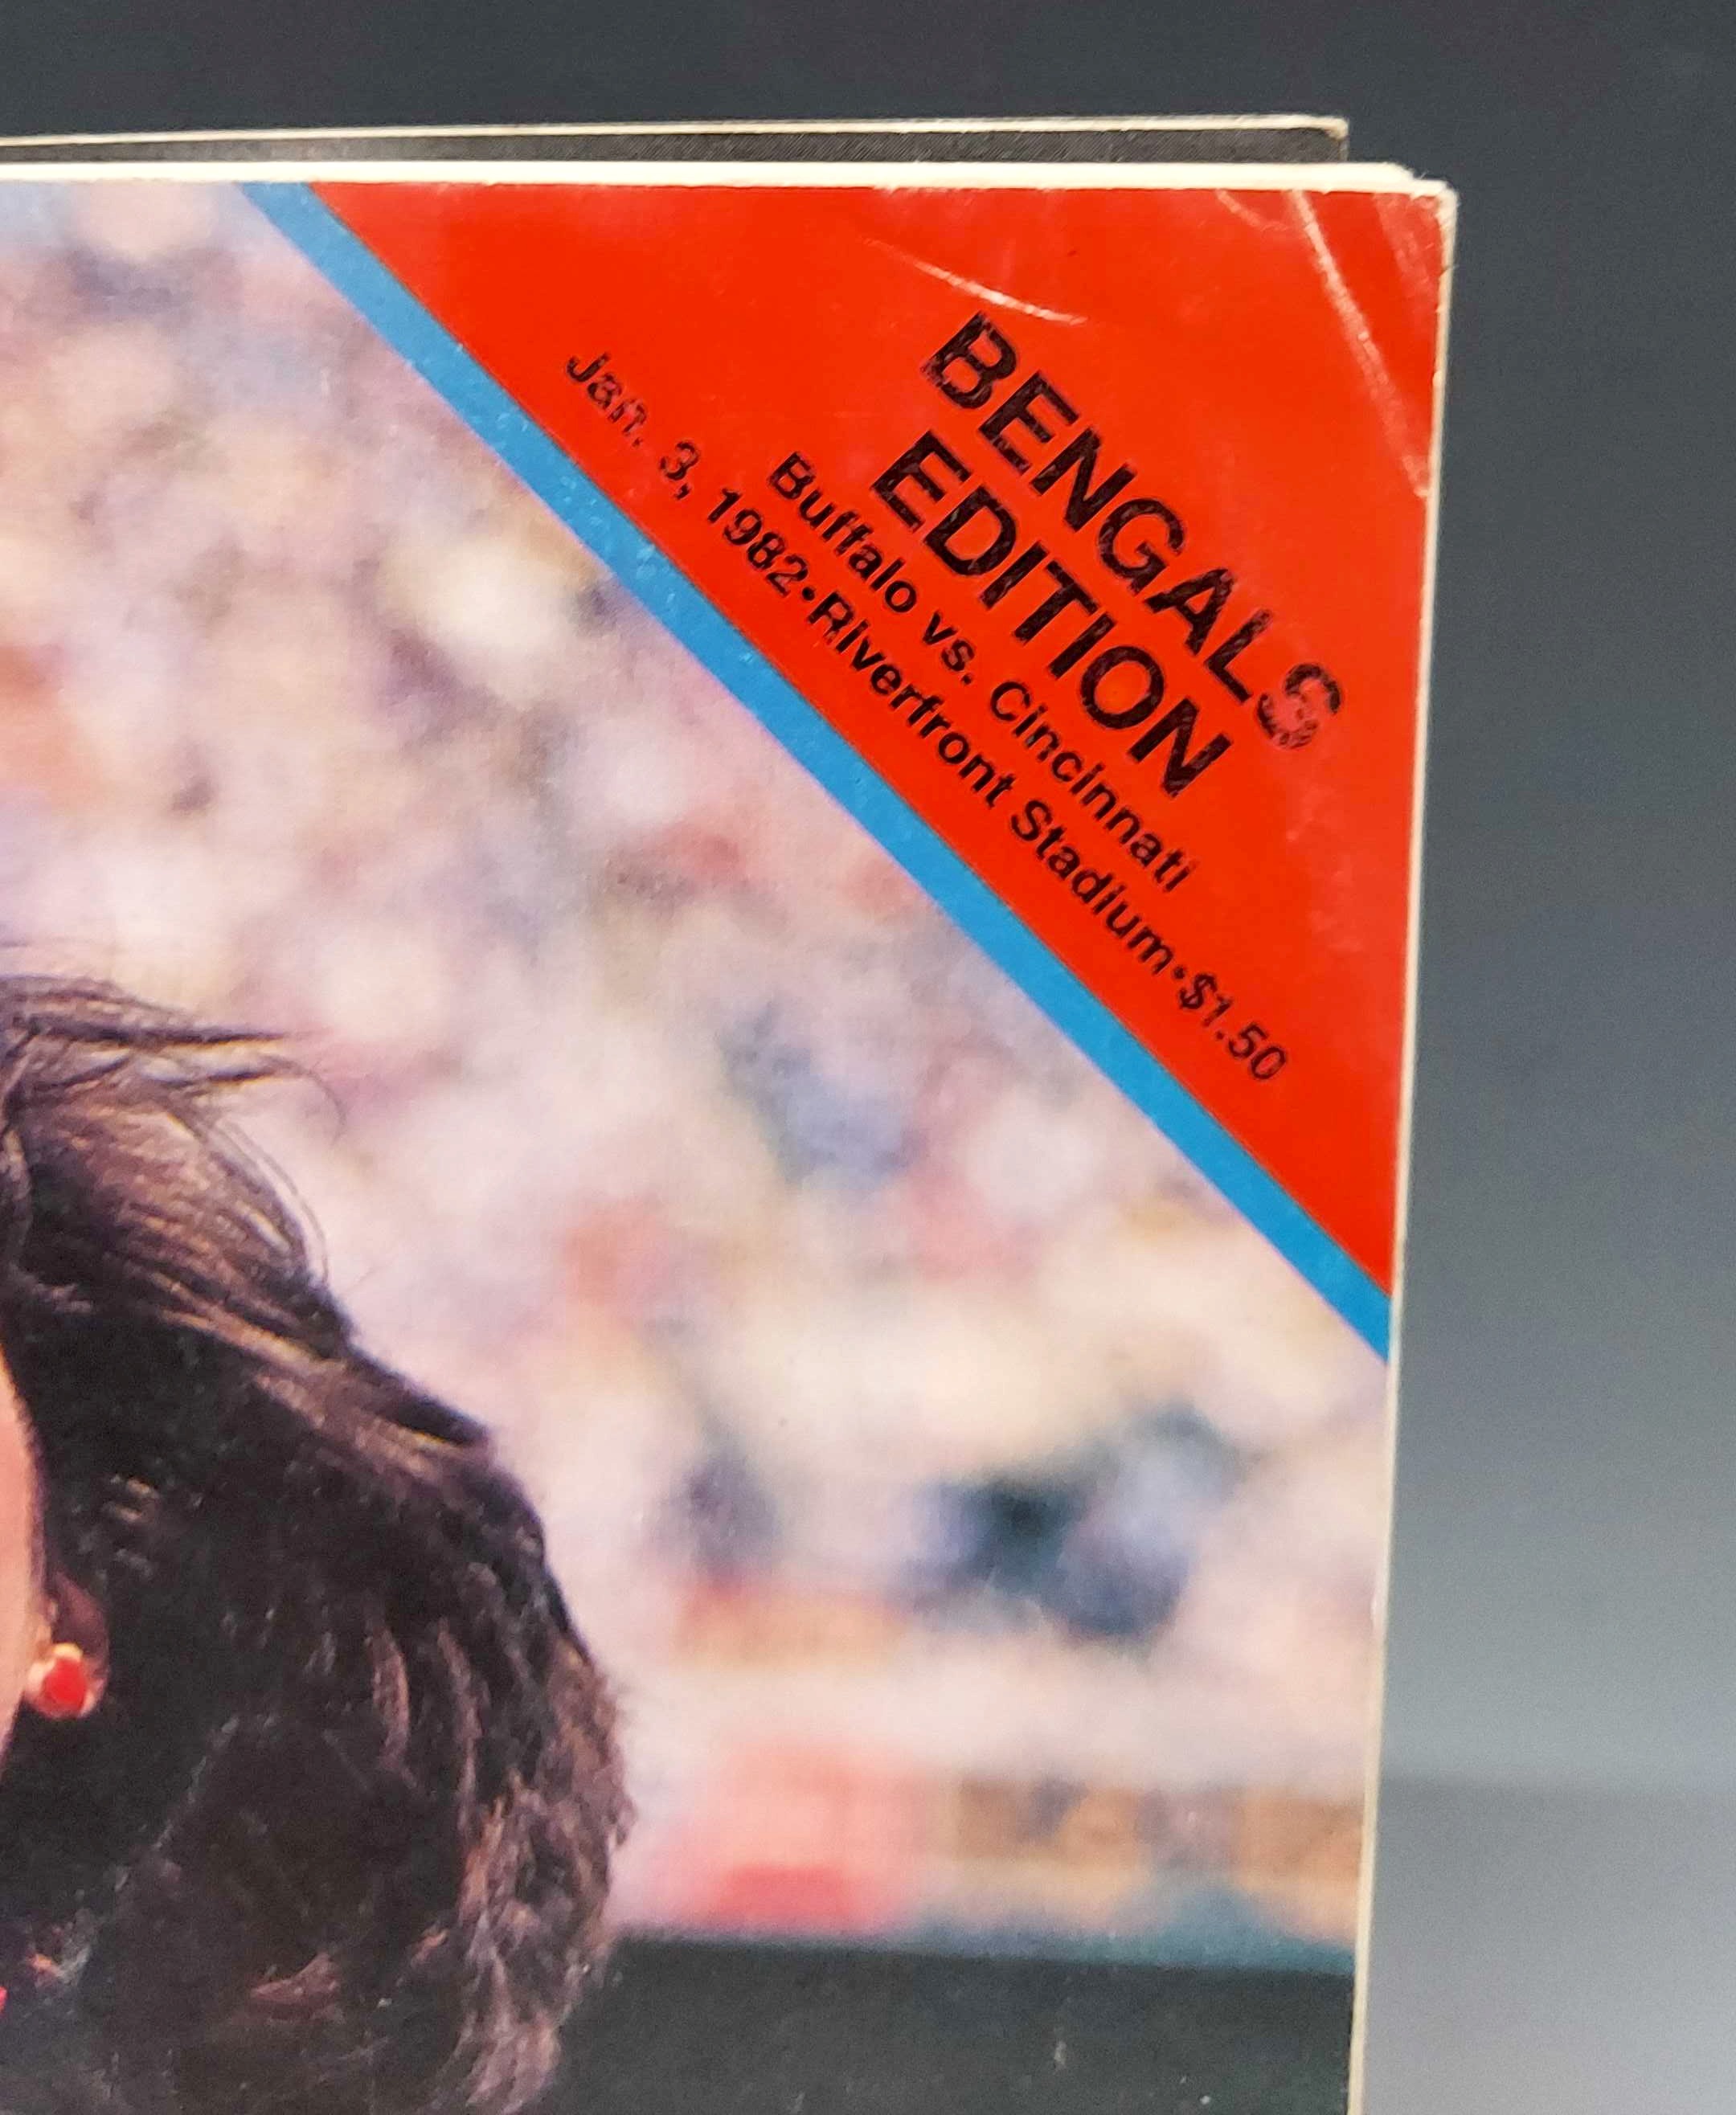 BENGALS
EDITION
Buffalo vs. Cincinnati
Jan. 3, 1982•Riverfront Stadium•$1.50